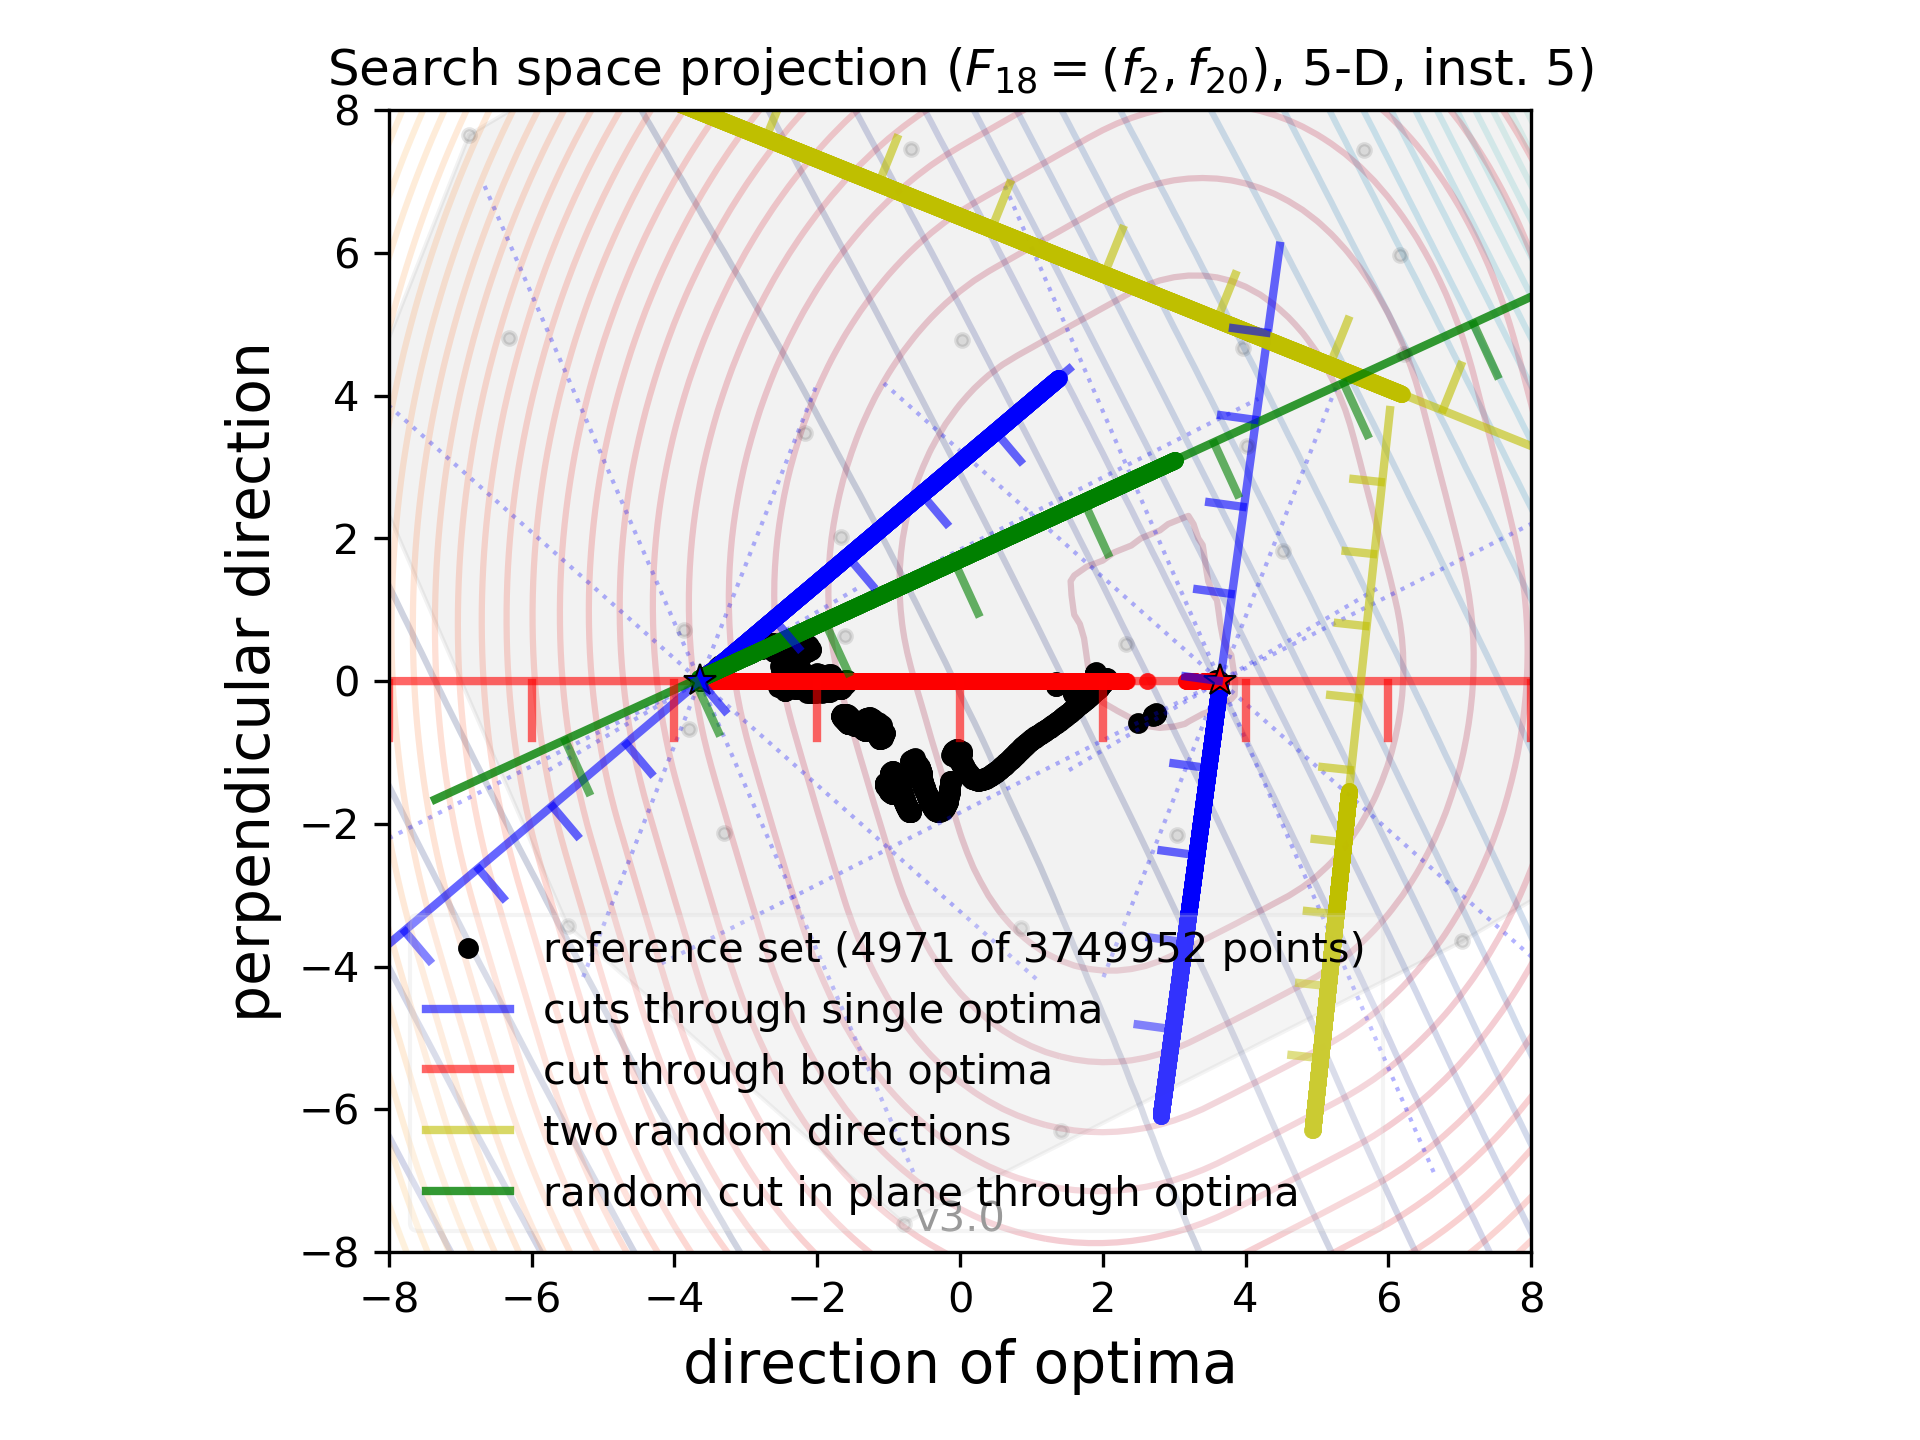 Search space projection (F18 = (f2, f20), 5-D, inst. 5)
8
6
4
2
0
−2
−4
−6
−8
perpendicular direction
reference set (4971 of 3749952 points)
cuts through single optima
cut through both optima
two random directions
random cut in plane through optima
v3.0
−8 −6 −4 −2 0 2 4 6 8
direction of optima